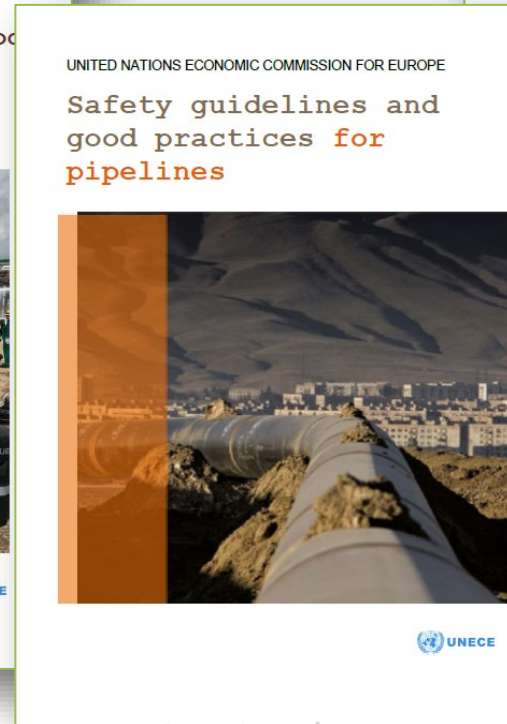 UNITED NATIONS ECONOMIC COMMISSION FOR EUROPE
Safety guidelines and
good practices for
pipelines
UNECE